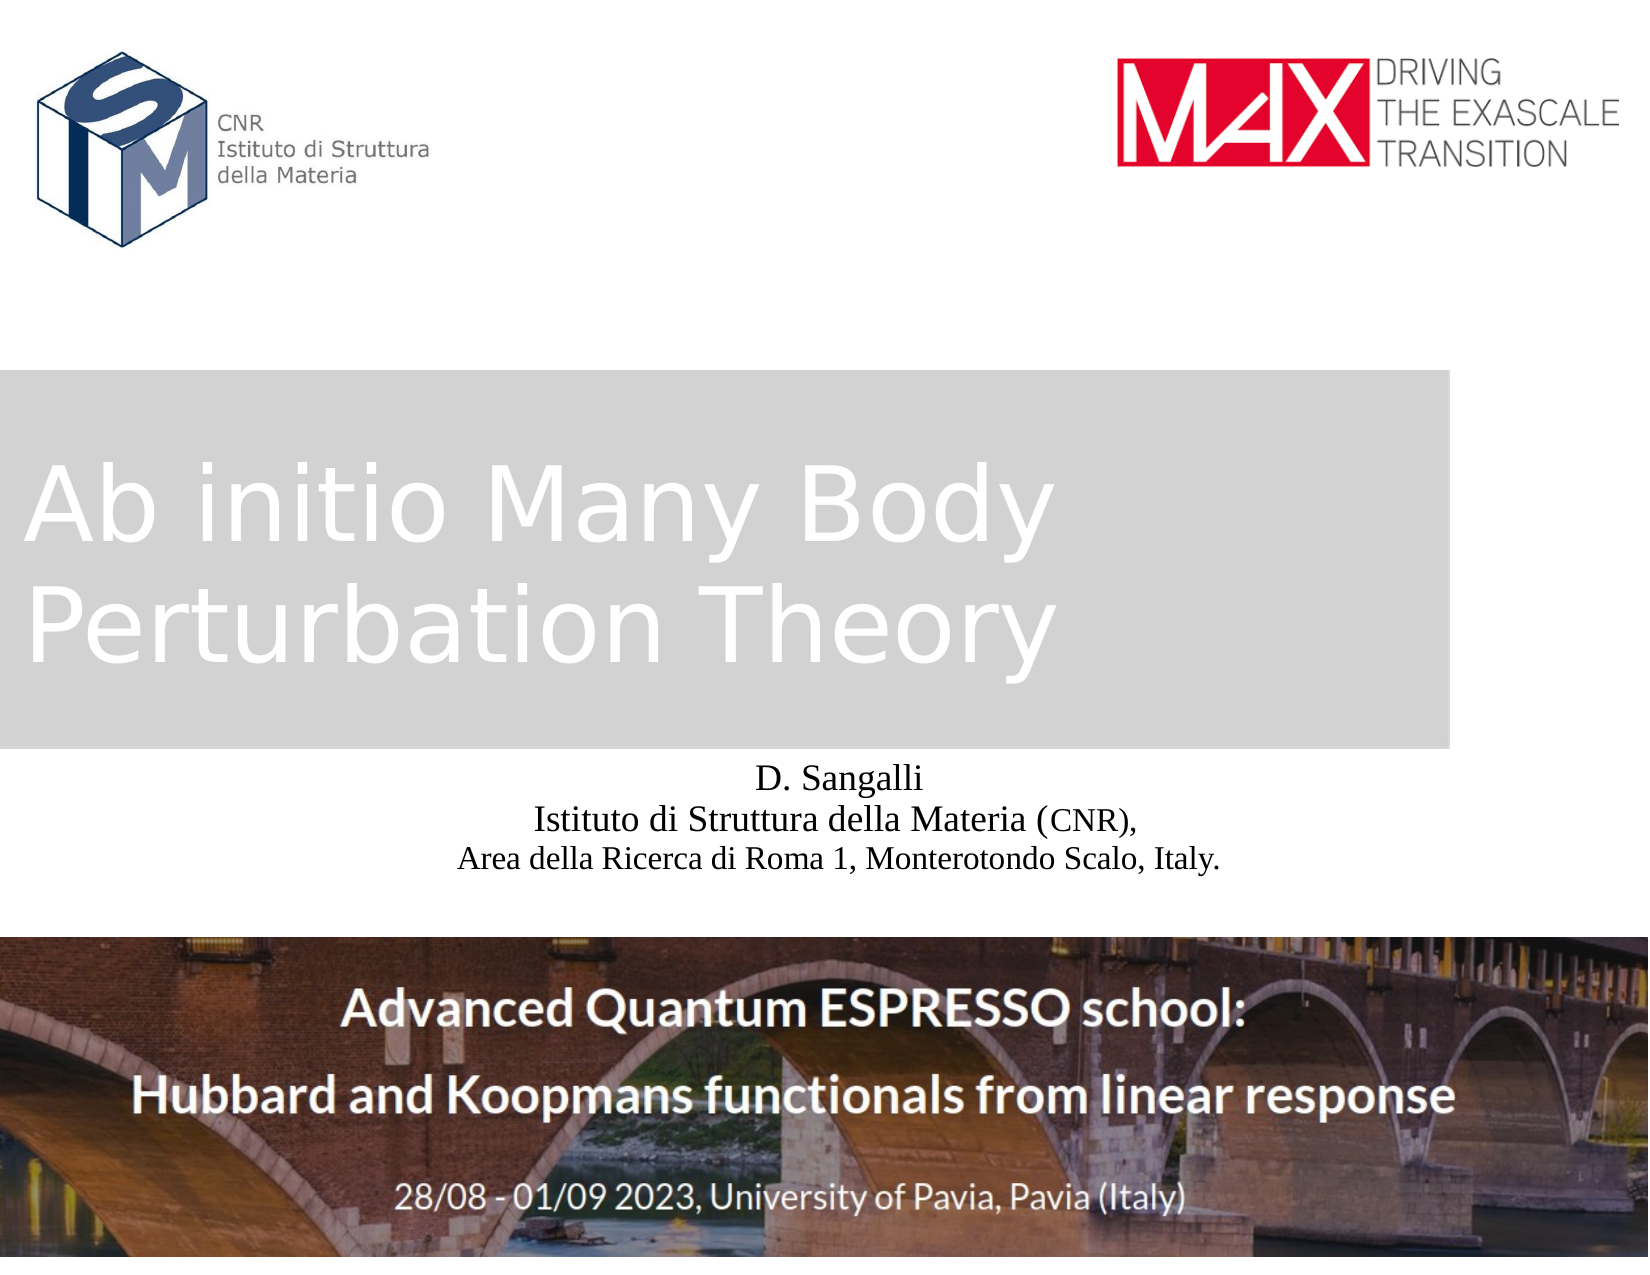 ISM
CNR
Istituto di Struttura
della Materia
MAX
DRIVING
THE EXASCALE
TRANSITION
Ab initio Many Body
Perturbation Theory
D. Sangalli
Istituto di Struttura della Materia (CNR),
Area della Ricerca di Roma 1, Monterotondo Scalo, Italy.
Advanced Quantum ESPRESSO school:
Hubbard and Koopmans functionals from linear response
28/08 - 01/09 2023, University of Pavia, Pavia (Italy)